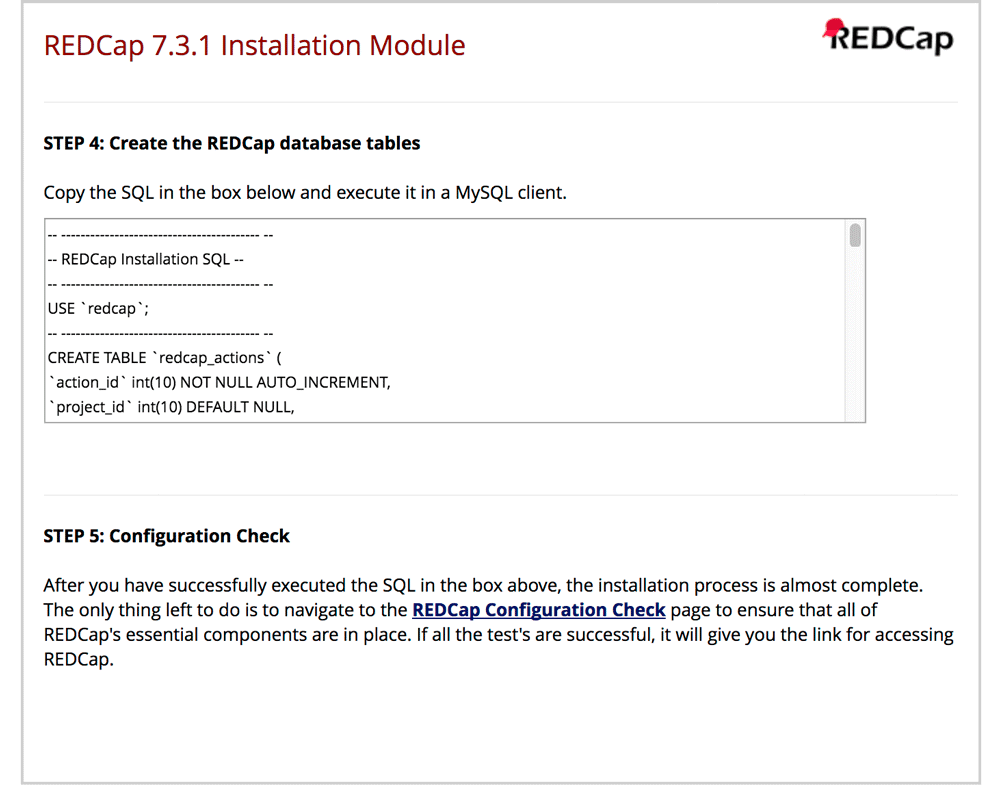 REDCap 7.3.1 Installation Module
REDCap
STEP 4: Create the REDCap database tables
Copy the SQL in the box below and execute it in a MySQL client.
-- ---------------------------------------- --
-- REDCap Installation SQL --
-- ---------------------------------------- --
USE `redcap`;
-- ---------------------------------------- --
CREATE TABLE `redcap_actions` (
`action_id` int(10) NOT NULL AUTO_INCREMENT,
`project_id` int(10) DEFAULT NULL,
STEP 5: Configuration Check
After you have successfully executed the SQL in the box above, the installation process is almost complete.
The only thing left to do is to navigate to the REDCap Configuration Check page to ensure that all of
REDCap's essential components are in place. If all the test's are successful, it will give you the link for accessing
REDCap.